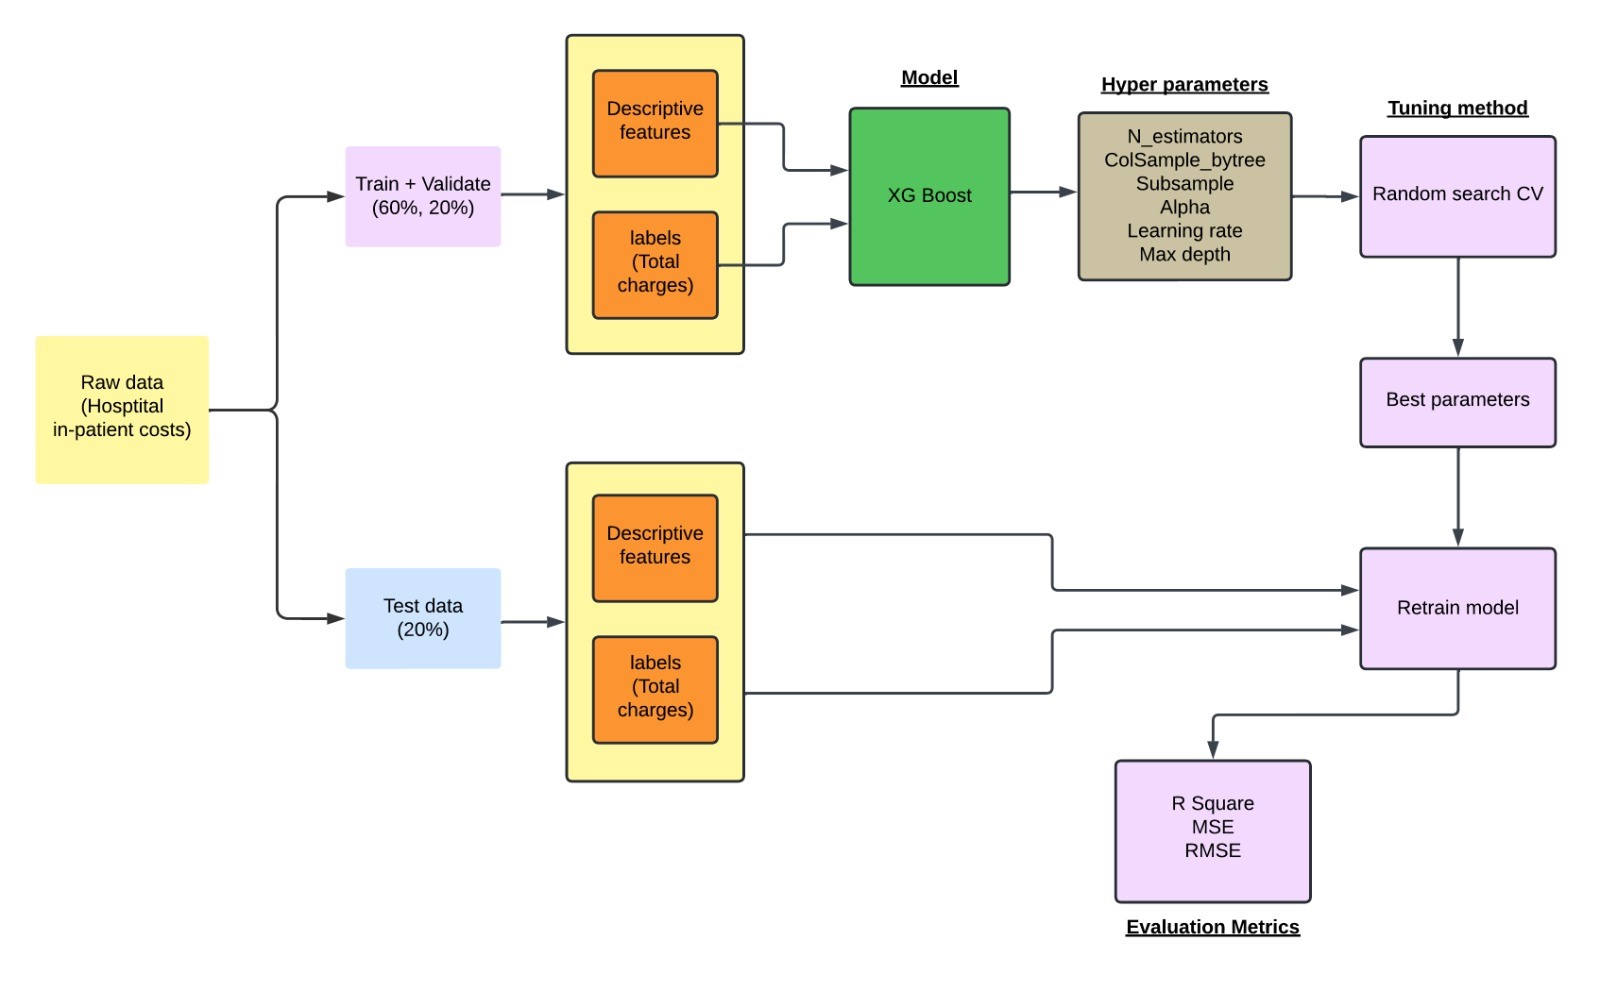 Raw data
(Hosptital
in-patient costs)
Train + Validate
(60%, 20%)
Descriptive
features
labels
(Total
charges)
Model
XG Boost
Hyper parameters
N_estimators
ColSample_bytree
Subsample
Alpha
Learning rate
Max depth
Tuning method
Random search CV
Best parameters
Test data
(20%)
Descriptive
features
labels
(Total
charges)
Retrain model
R Square
MSE
RMSE
Evaluation Metrics